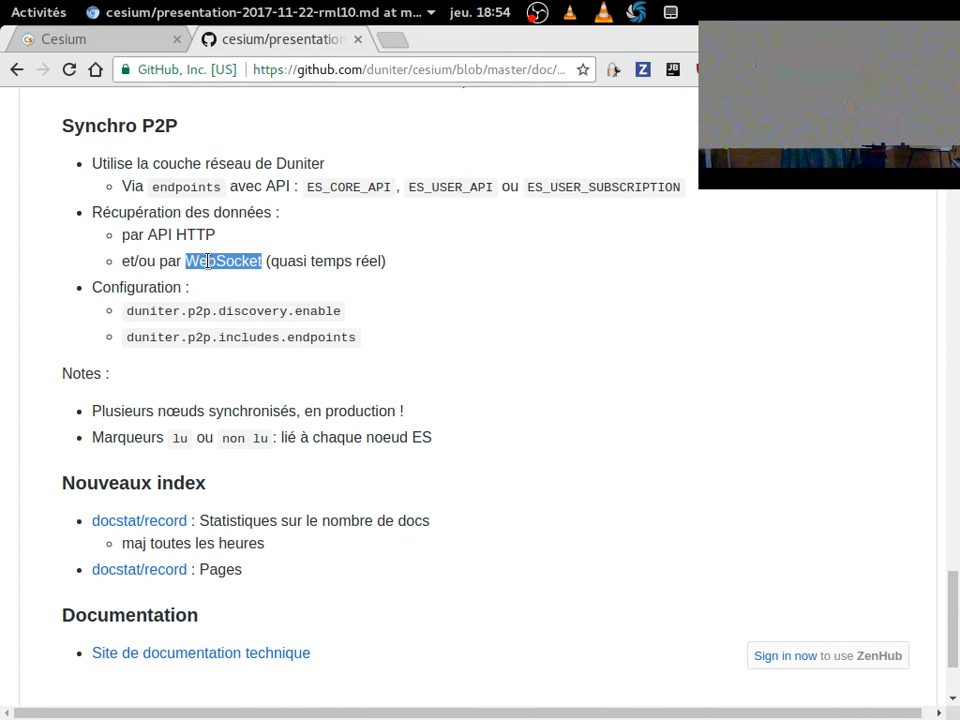 Activités
cesium/presentation-2017-11-22-rml10.md at m...
jeu. 18:54
Cesium
cesium/presentation
GitHub, Inc. [US]
https://github.com/duniter/cesium/blob/master/doc/...
Z
JB
Synchro P2P
Utilise la couche réseau de Duniter
Via endpoints avec API : ES_CORE_API , ES_USER_API ou ES_USER_SUBSCRIPTION
Récupération des données :
par API HTTP
et/ou par WebSocket (quasi temps réel)
Configuration :
duniter.p2p.discovery.enable
duniter.p2p.includes.endpoints
Notes :
Plusieurs nœuds synchronisés, en production !
Marqueurs lu ou non lu : lié à chaque noeud ES
Nouveaux index
docstat/record : Statistiques sur le nombre de docs
maj toutes les heures
docstat/record : Pages
Documentation
Site de documentation technique
Sign in now to use ZenHub